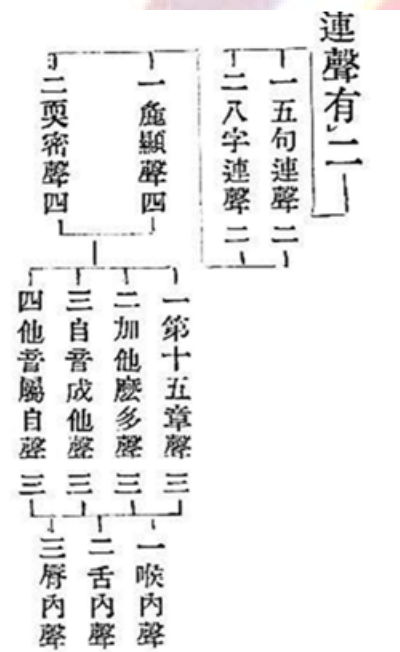 連聲有二
一五句連聲二
二八字連聲二
一麁顯聲四
二耎密聲四
一第十五章聲三
二加他麼多聲三
三自音成他聲三
四他音屬自聲三
一喉內聲
二舌內聲
三脣內聲